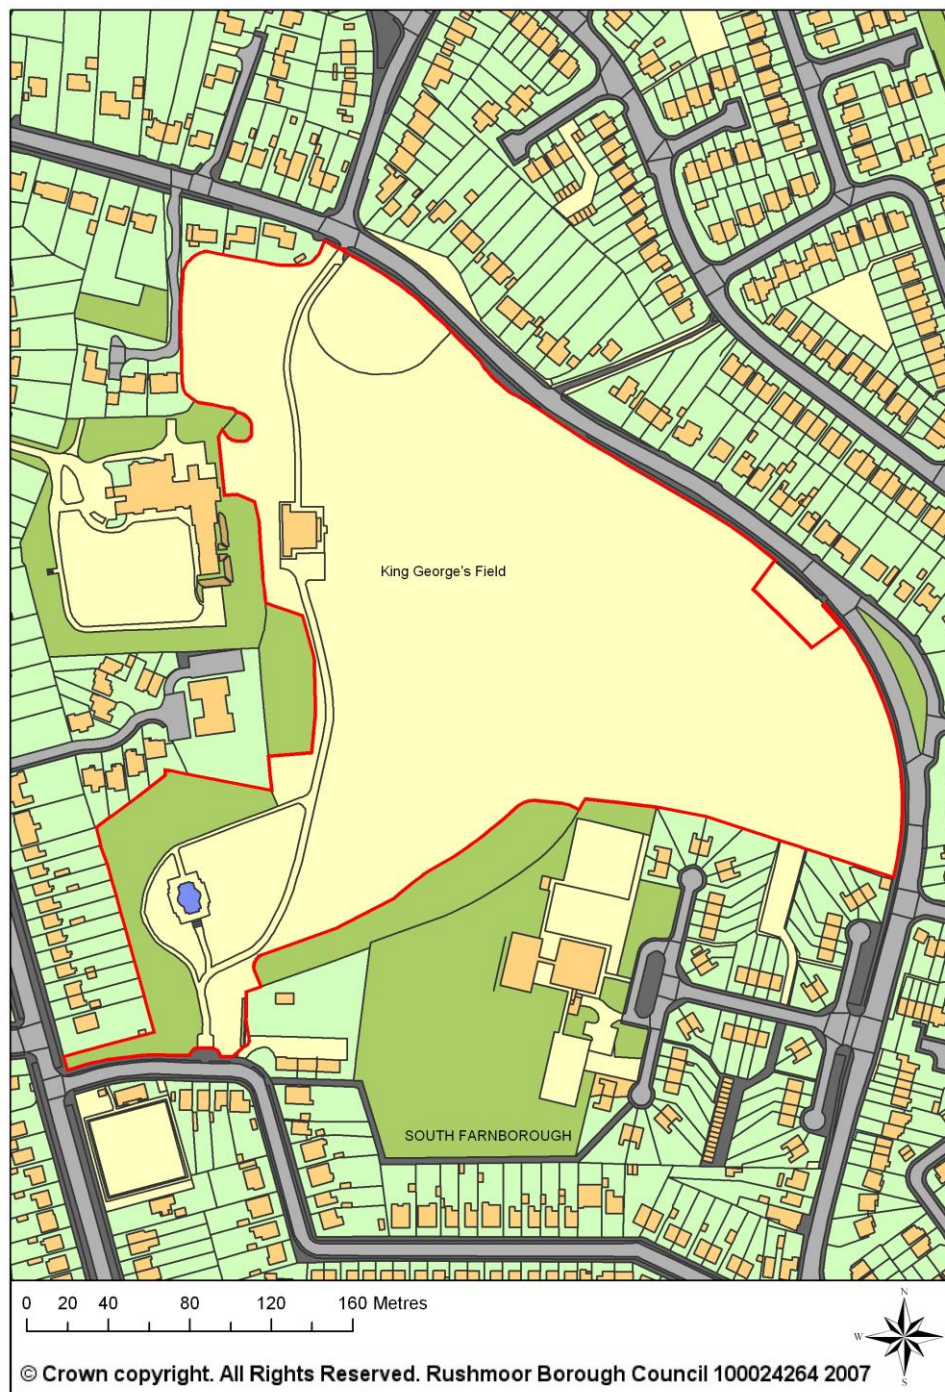 King George's Field
SOUTH FARNBOROUGH
0 20 40 80 120 160 Metres
N
W
S
© Crown copyright. All Rights Reserved. Rushmoor Borough Council 100024264 2007